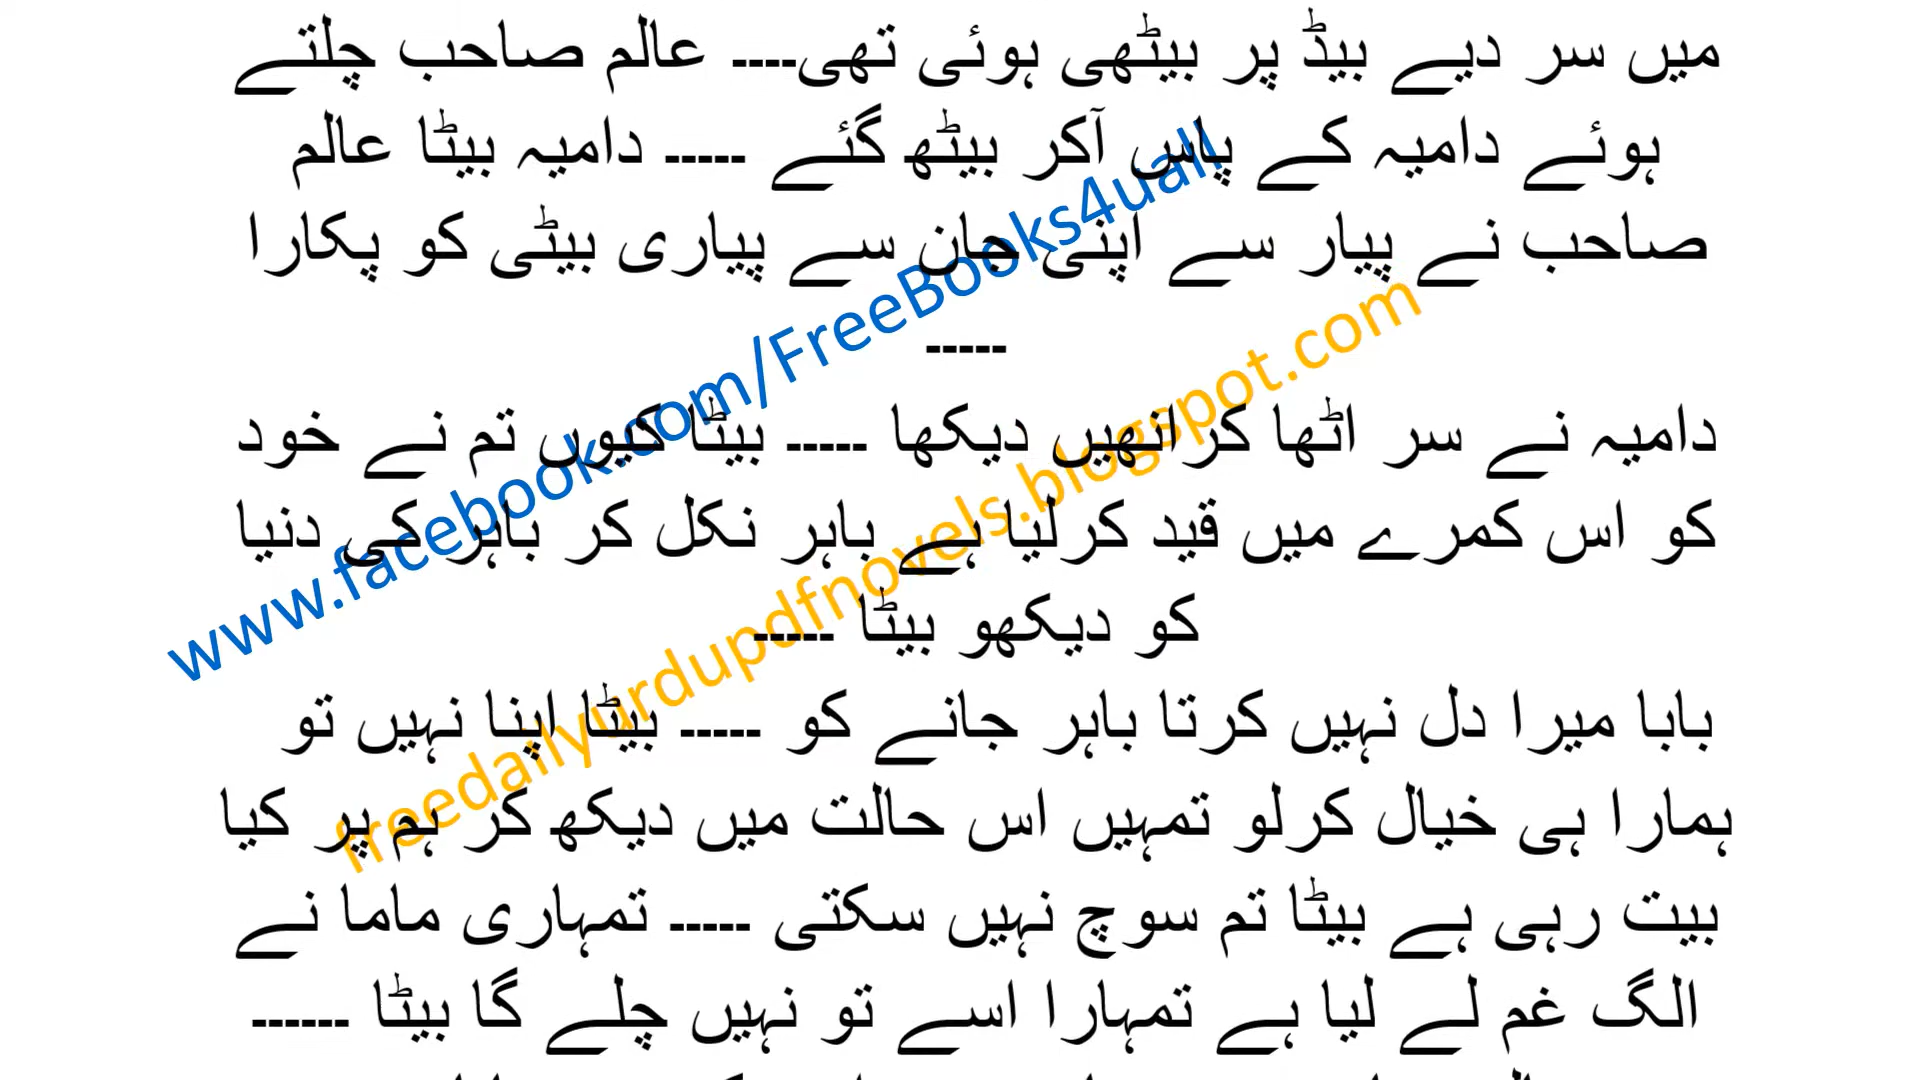 میں سر دیے بیڈ پر بیٹھی ہوئی تھی---- عالم صاحب چلتے
ہوئے دامیہ کے پاس آکر بیٹھ گئے ----- دامیہ بیٹا عالم
صاحب نے پیار سے اپنی جان سے پیاری بیٹی کو پکارا
-----
دامیہ نے سر اٹھا کر انھیں دیکھا ----- بیٹا کیوں تم نے خود
کو اس کمرے میں قید کرلیا ہے باہر نکل کر باہر کی دنیا
کو دیکھو بیٹا -----
بابا میرا دل نہیں کرتا باہر جانے کو ----- بیٹا اپنا نہیں تو
ہمارا ہی خیال کرلو تمہیں اس حالت میں دیکھ کر ہم پر کیا
بیت رہی ہے بیٹا تم سوچ نہیں سکتی ----- تمہاری ماما نے
الگ غم لے لیا ہے تمہارا اسے تو نہیں چلے گا بیٹا ------
www.facebook.com/FreeBooks4uall
freedailyurdupdfnovels.blogspot.com